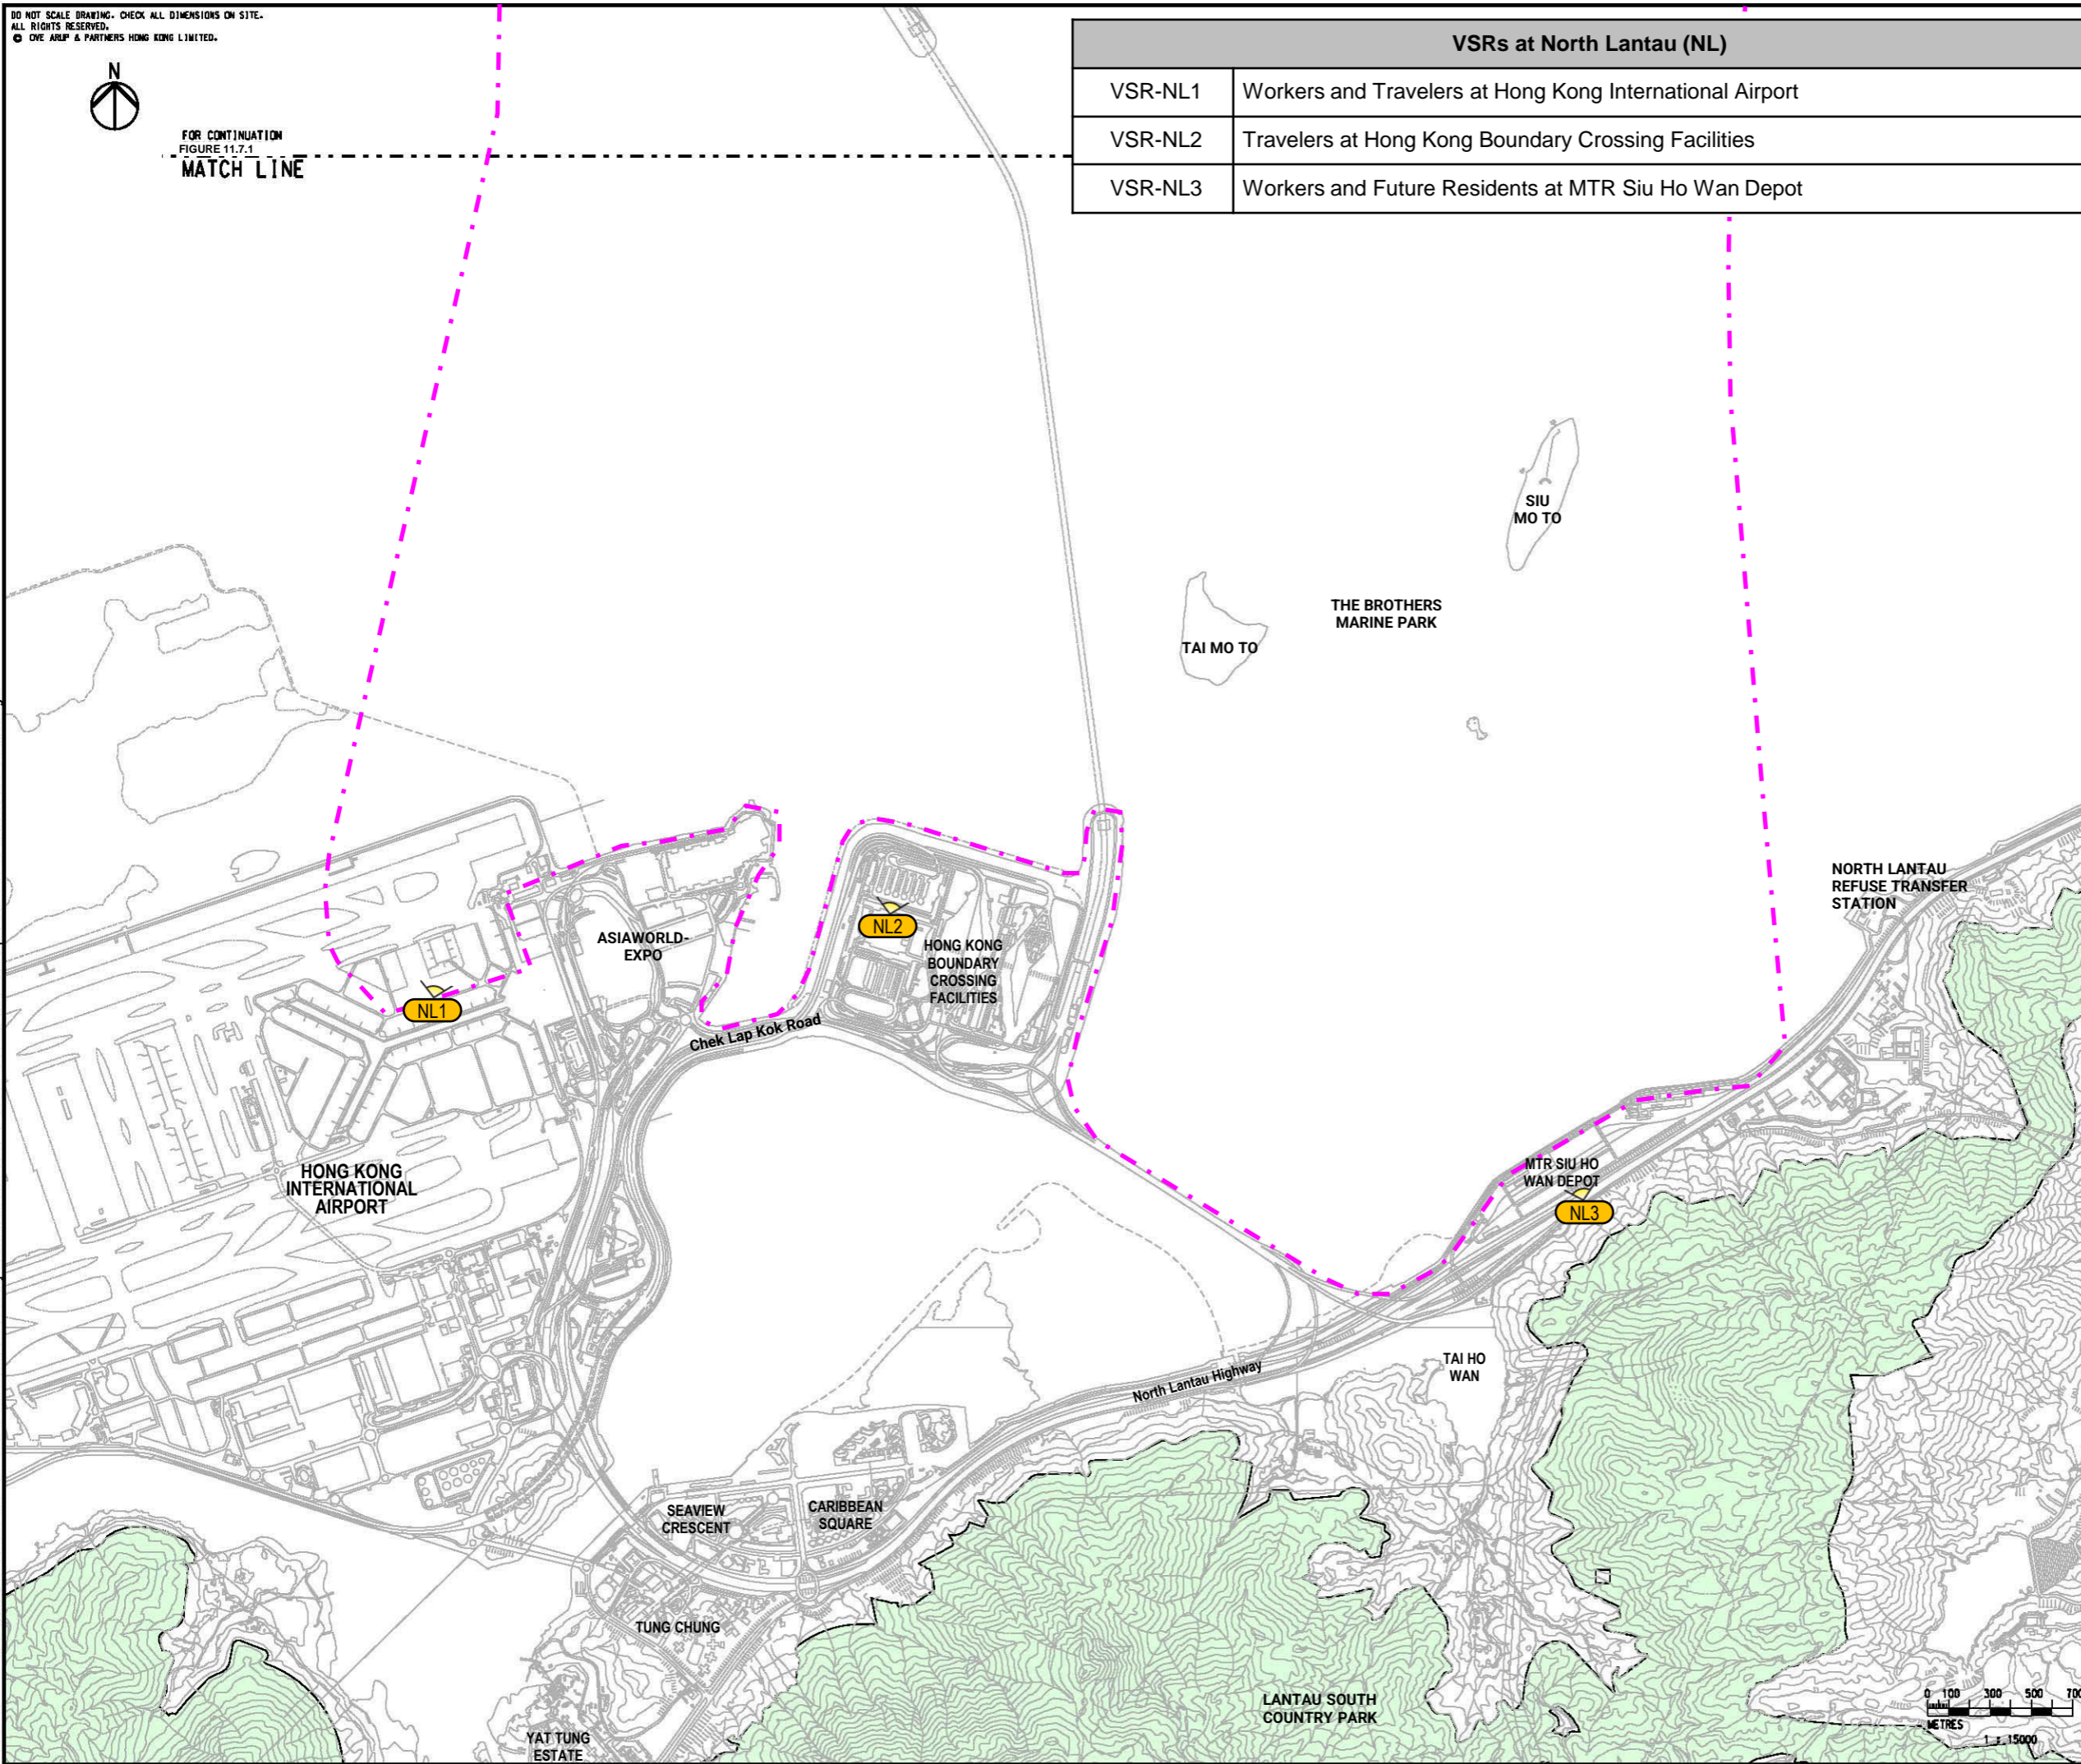 DO NOT SCALE DRAWING. CHECK ALL DIMENSIONS ON SITE.
ALL RIGHTS RESERVED.
© OVE ARUP & PARTNERS HONG KONG LIMITED.
N
FOR CONTINUATION
FIGURE 11.7.1
MATCH LINE
VSRs at North Lantau (NL)
VSR-NL1 Workers and Travelers at Hong Kong International Airport
VSR-NL2 Travelers at Hong Kong Boundary Crossing Facilities
VSR-NL3 Workers and Future Residents at MTR Siu Ho Wan Depot
SIU
MO TO
THE BROTHERS
MARINE PARK
TAI MO TO
NORTH LANTAU
REFUSE TRANSFER
STATION
ASIAWORLD-
EXPO
NL2
HONG KONG
BOUNDARY
CROSSING
FACILITIES
NL1
Chek Lap Kok Road
HONG KONG
INTERNATIONAL
AIRPORT
MTR SIU HO
WAN DEPOT
NL3
TAI HO
WAN
North Lantau Highway
SEAVIEW
CRESCENT
CARIBBEAN
SQUARE
TUNG CHUNG
YAT TUNG
ESTATE
LANTAU SOUTH
COUNTRY PARK
0 100 300 500 700
METRES
1 : 15000